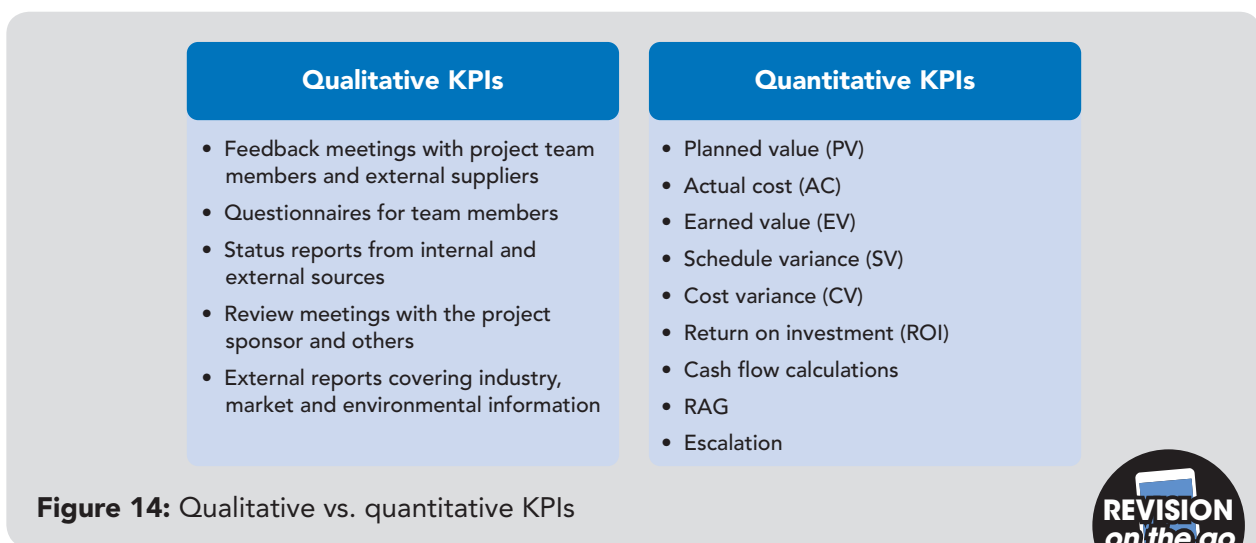 Qualitative KPIs
• Feedback meetings with project team
members and external suppliers
• Questionnaires for team members
• Status reports from internal and
external sources
• Review meetings with the project
sponsor and others
• External reports covering industry,
market and environmental information
Quantitative KPIs
• Planned value (PV)
• Actual cost (AC)
• Earned value (EV)
• Schedule variance (SV)
• Cost variance (CV)
• Return on investment (ROI)
• Cash flow calculations
• RAG
• Escalation
Figure 14: Qualitative vs. quantitative KPIs
REVISION
on the go